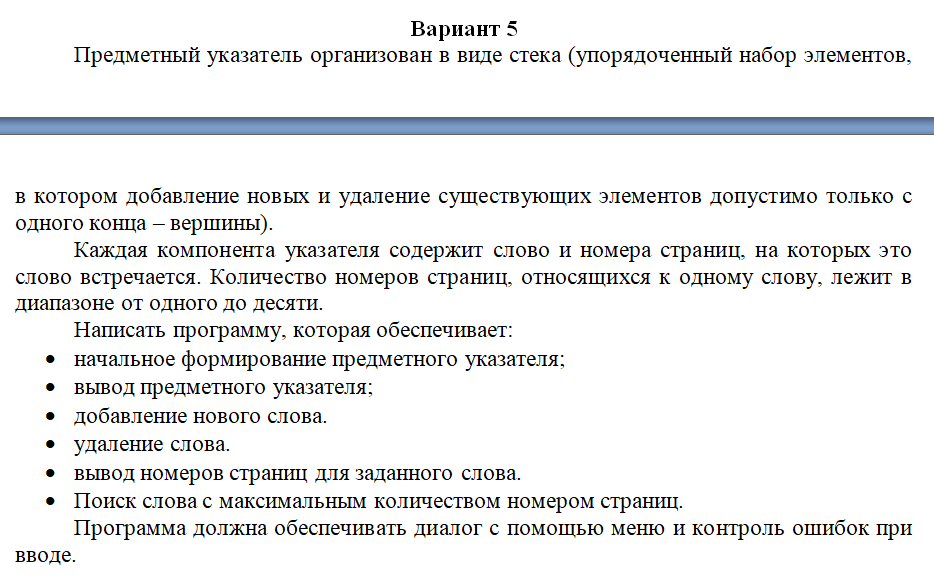 Вариант 5
Предметный указатель организован в виде стека (упорядоченный набор элементов,
в котором добавление новых и удаление существующих элементов допустимо только с
одного конца – вершины).
Каждая компонента указателя содержит слово и номера страниц, на которых это
слово встречается. Количество номеров страниц, относящихся к одному слову, лежит в
диапазоне от одного до десяти.
Написать программу, которая обеспечивает:
• начальное формирование предметного указателя;
• вывод предметного указателя;
• добавление нового слова.
• удаление слова.
• вывод номеров страниц для заданного слова.
• Поиск слова с максимальным количеством номером страниц.
Программа должна обеспечивать диалог с помощью меню и контроль ошибок при
вводе.